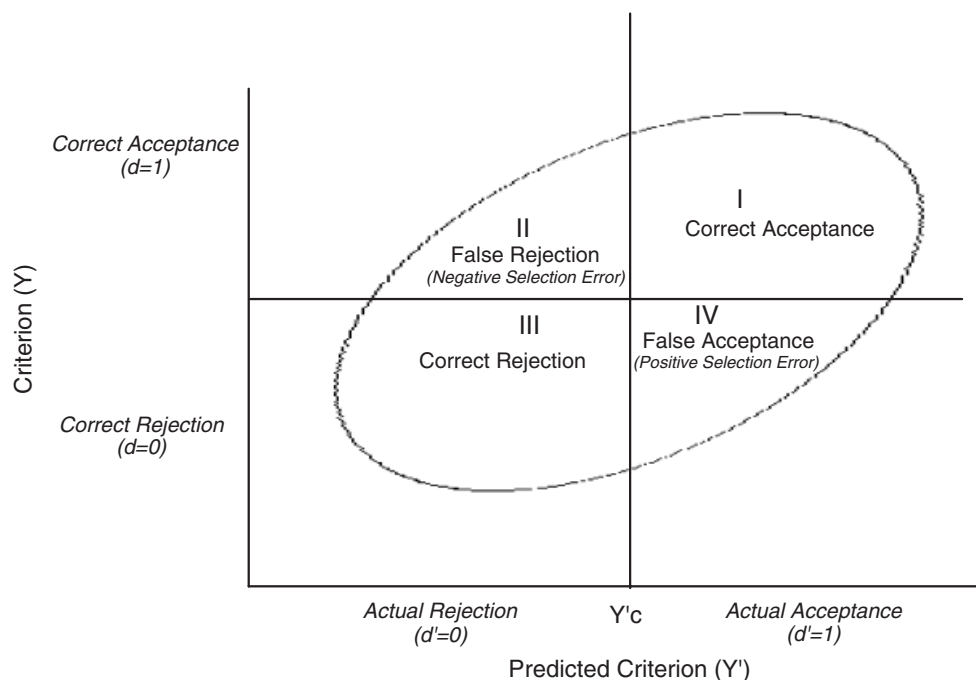 Correct Acceptance
(d=1)
I
Correct Acceptance
II
False Rejection
(Negative Selection Error)
Criterion (Y)
III
Correct Rejection
IV
False Acceptance
(Positive Selection Error)
Correct Rejection
(d=0)
Actual Rejection
(d'=0)
Y'c
Actual Acceptance
(d'=1)
Predicted Criterion (Y')